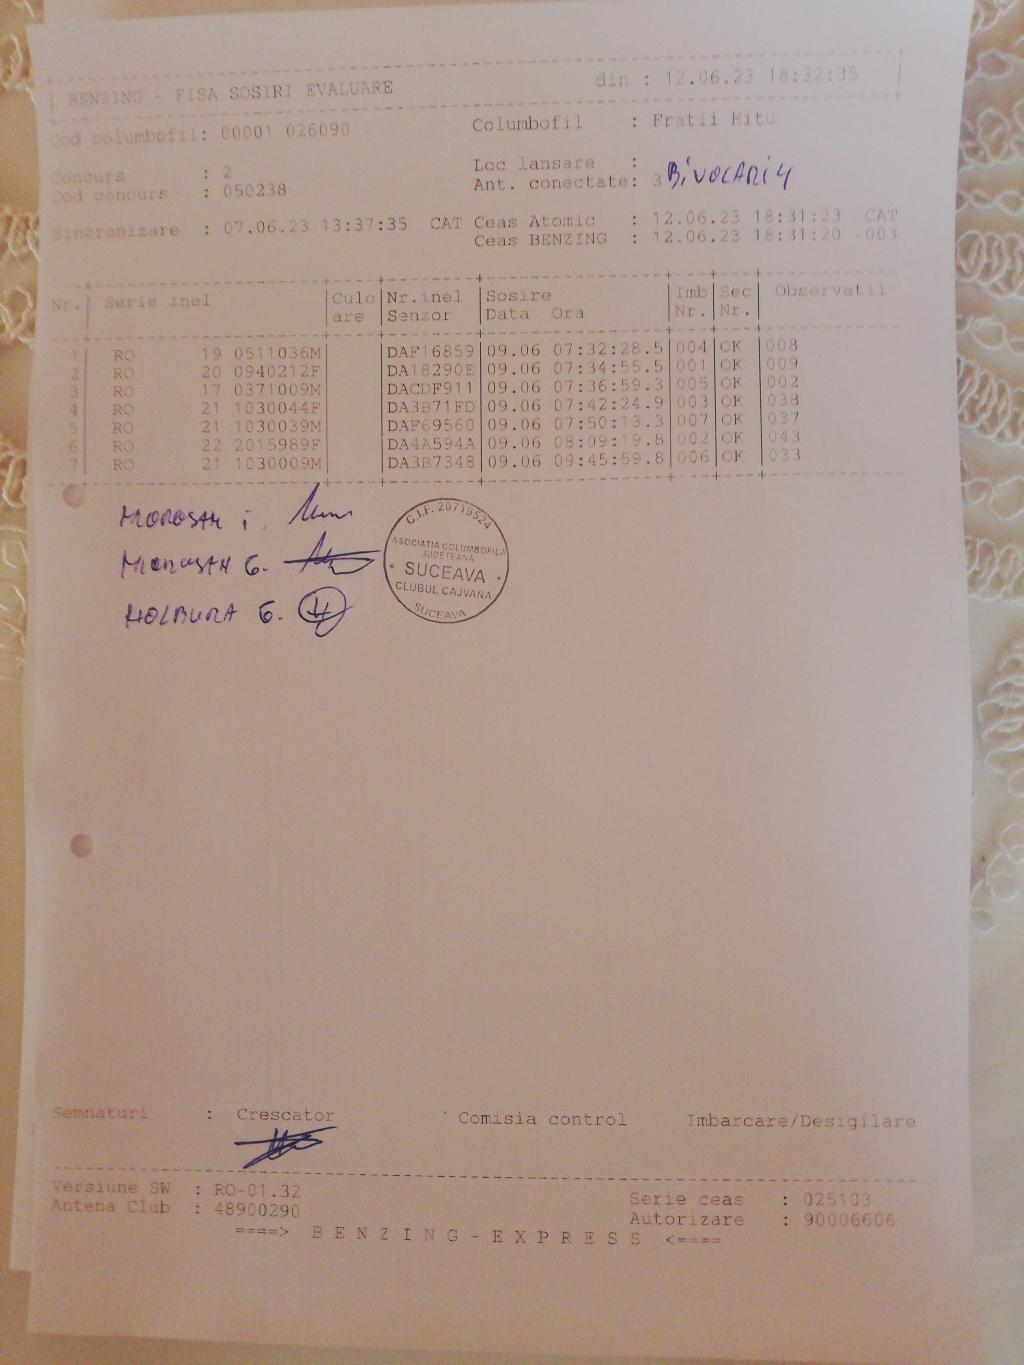 BENZING - FISA SOSIRI EVALUARE din : 12.06.23 18:32:35
Cod columbofil: 00001 026090 Columbofil : Fratii Hitu
Concurs : 2 Loc lansare :
Cod concurs : 050238 Ant. conectate: 3 BIVOLARI 4
Sincronizare : 07.06.23 13:37:35 CAT Ceas Atomic : 12.06.23 18:31:23 CAT
Ceas BENZING : 12.06.23 18:31:20 -003
Nr. Serie inel Culo Nr.inel Sosire Imb Sec Observatii
are Senzor Data Ora Nr. Nr.
1 RO 19 0511036M DAF16859 09.06 07:32:28.5 004 OK 008
2 RO 20 0940212F DA18290E 09.06 07:34:55.5 001 OK 009
3 RO 17 0371009M DACDF911 09.06 07:36:59.3 005 OK 002
4 RO 21 1030044F DA3B71FD 09.06 07:42:24.9 003 OK 038
5 RO 21 1030039M DAF69560 09.06 07:50:13.3 007 OK 037
6 RO 22 2015989F DA4A594A 09.06 08:09:19.8 002 OK 043
7 RO 21 1030009M DA3B7348 09.06 09:45:59.8 006 OK 033
MOROSAN i.
MOROSAN G.
HOLBURA G.
C.I.F. 20719524
ASOCIATIA COLUMBOFILA
JUDETEANA
SUCEAVA
CLUBUL CAJVANA
SUCEAVA
Semnaturi : Crescator Comisia control Imbarcare/Desigilare
Versiune SW : RO-01.32 Serie ceas : 025103
Antena Club : 48900290 Autorizare : 90006606
====> BENZING-EXPRESS <====